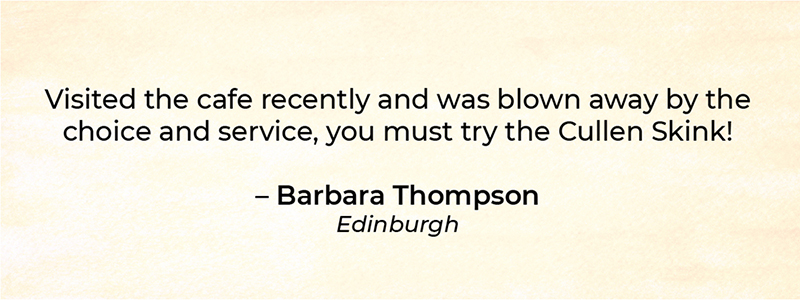 Visited the cafe recently and was blown away by the
choice and service, you must try the Cullen Skink!
– Barbara Thompson
Edinburgh